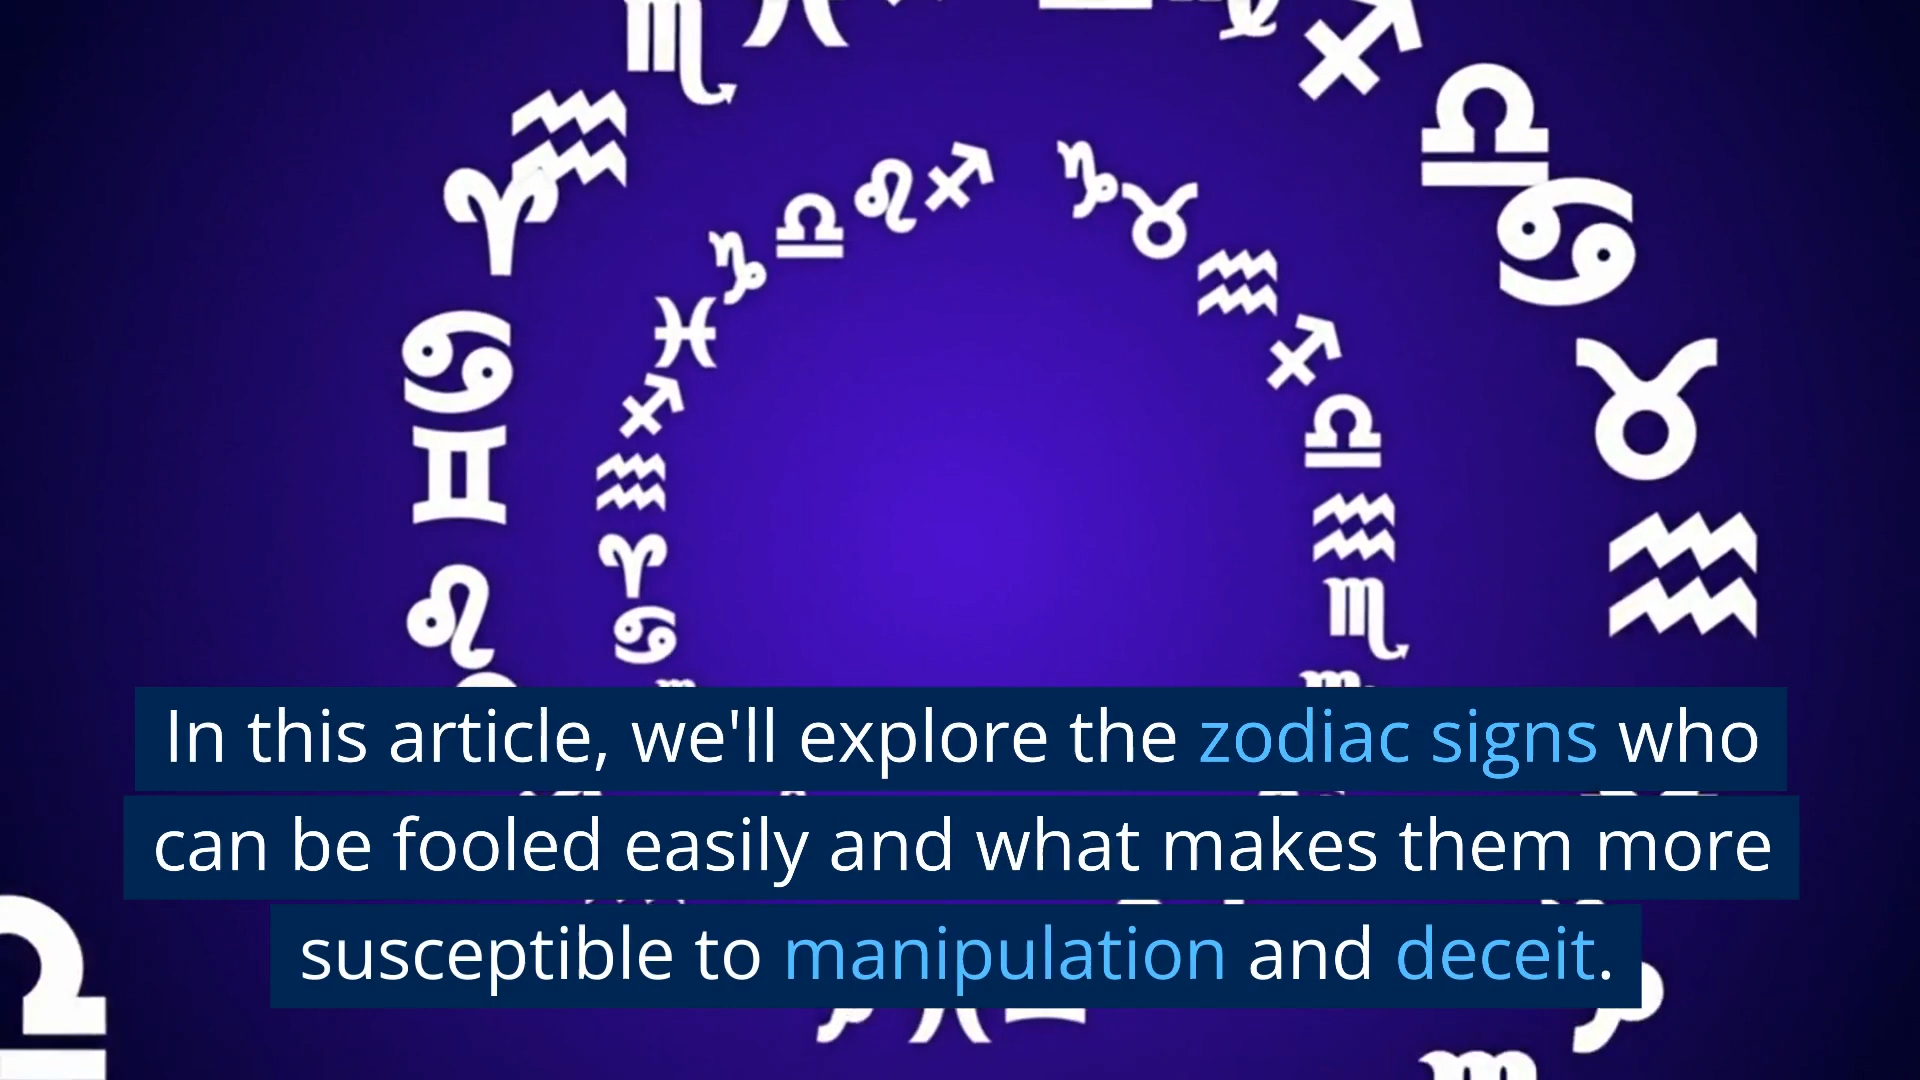 In this article, we'll explore the zodiac signs who
can be fooled easily and what makes them more
susceptible to manipulation and deceit.